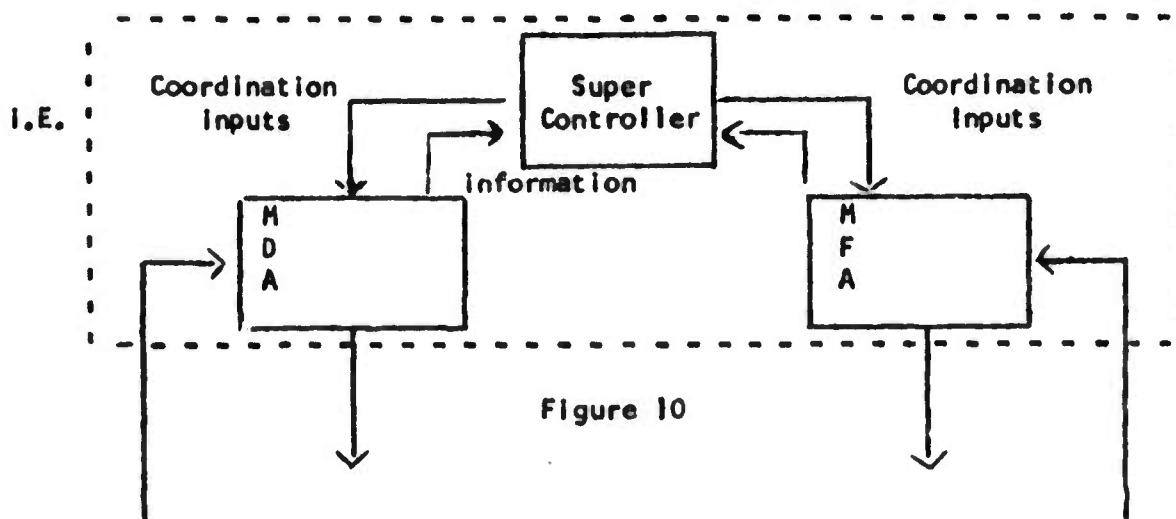 i.E.
Coordination
Inputs
Super
Controller
Coordination
Inputs
information
M
D
A
M
F
A
Figure 10